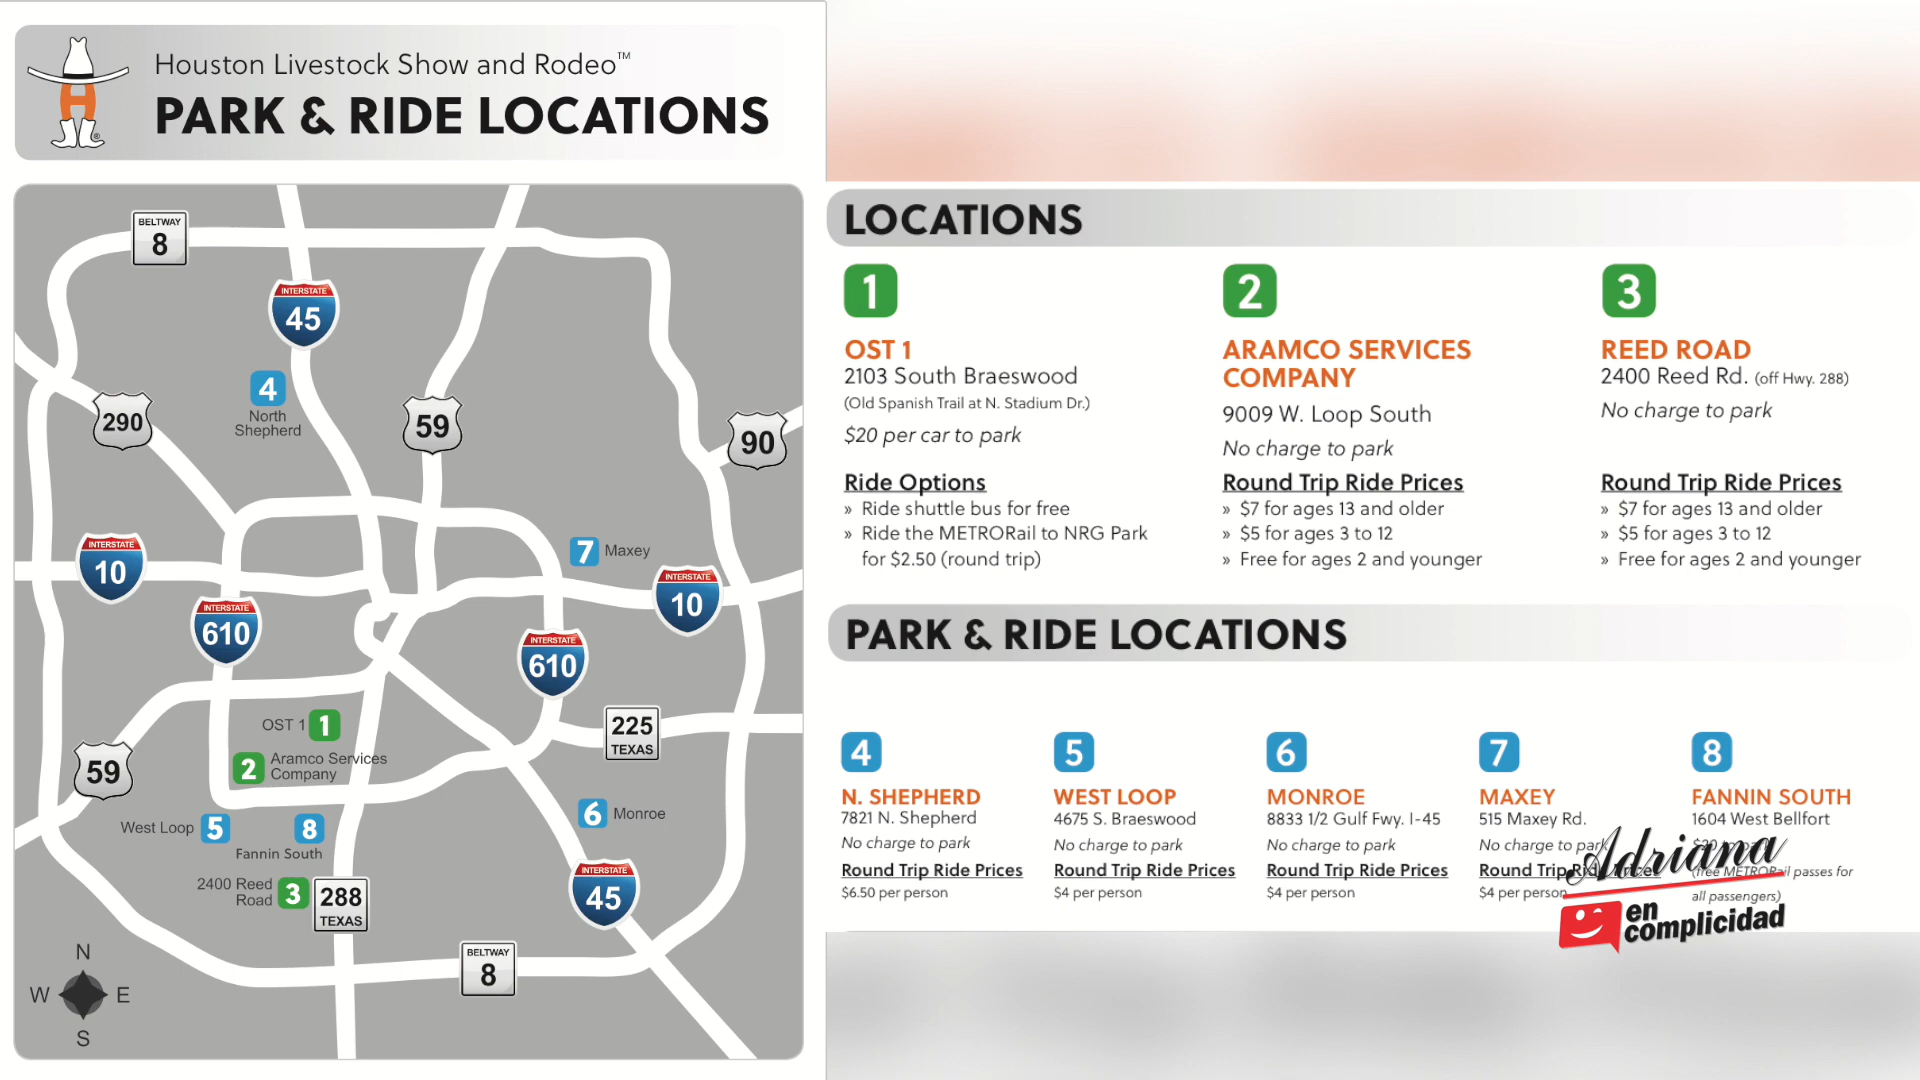 Houston Livestock Show and Rodeo™
PARK & RIDE LOCATIONS
BELTWAY
8
INTERSTATE
45
4
North
Shepherd
290
59
90
INTERSTATE
10
7 Maxey
INTERSTATE
10
INTERSTATE
610
INTERSTATE
610
OST 1 1
225
TEXAS
2 Aramco Services
Company
59
West Loop 5
8
Fannin South
6 Monroe
2400 Reed
Road
3
288
TEXAS
INTERSTATE
45
BELTWAY
8
N
W E
S
LOCATIONS
1
OST 1
2103 South Braeswood
(Old Spanish Trail at N. Stadium Dr.)
$20 per car to park
Ride Options
» Ride shuttle bus for free
» Ride the METRORail to NRG Park
for $2.50 (round trip)
2
ARAMCO SERVICES
COMPANY
9009 W. Loop South
No charge to park
Round Trip Ride Prices
» $7 for ages 13 and older
» $5 for ages 3 to 12
» Free for ages 2 and younger
3
REED ROAD
2400 Reed Rd. (off Hwy. 288)
No charge to park
Round Trip Ride Prices
» $7 for ages 13 and older
» $5 for ages 3 to 12
» Free for ages 2 and younger
PARK & RIDE LOCATIONS
4
N. SHEPHERD
7821 N. Shepherd
No charge to park
Round Trip Ride Prices
$6.50 per person
5
WEST LOOP
4675 S. Braeswood
No charge to park
Round Trip Ride Prices
$4 per person
6
MONROE
8833 1/2 Gulf Fwy. I-45
No charge to park
Round Trip Ride Prices
$4 per person
7
MAXEY
515 Maxey Rd.
No charge to park
Round Trip Ride Prices
$4 per person
8
FANNIN SOUTH
1604 West Bellfort
(free METRORail passes for
all passengers)
Adriana
en
complicidad